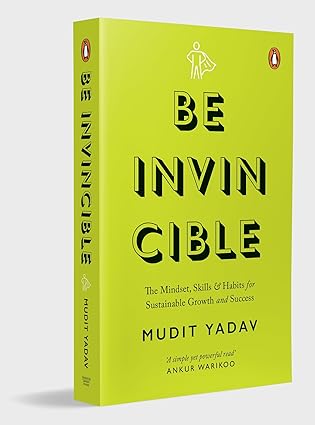 BE INVINCIBLE
MUDIT YADAV
BE
INVIN
CIBLE
The Mindset, Skills & Habits for
Sustainable Growth and Success
MUDIT YADAV
'A simple yet powerful read'
ANKUR WARIKOO